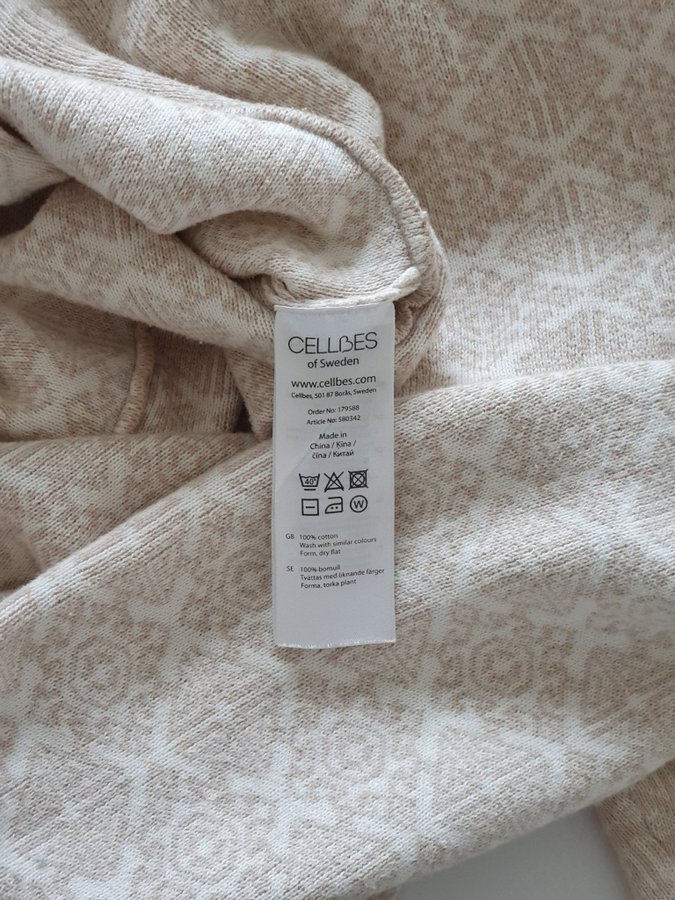 CELLBES
of Sweden
www.cellbes.com
Cellbes, 501 87 Borås, Sweden
Order No: 179588
Article No: 580342
Made in
China / Ķīna /
čína / Китай
40°
W
GB 100% cotton
Wash with similar colours
Form, dry flat
SE 100% bomull
Tvättas med liknande färger
Forma, torka plant